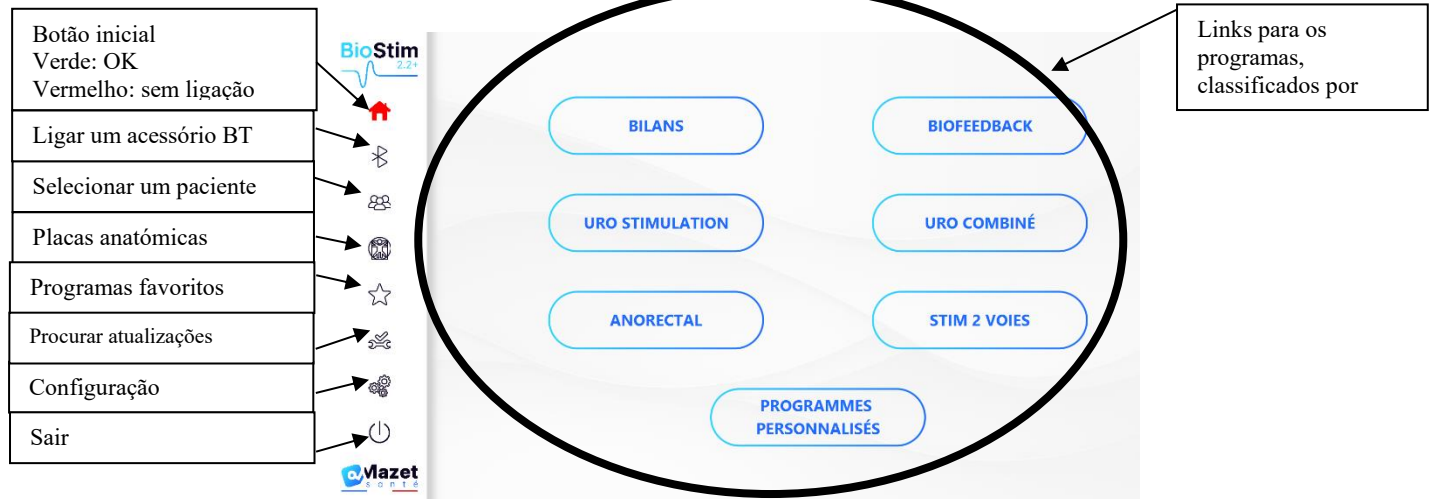 Botão inicial
Verde: OK
Vermelho: sem ligação
Ligar um acessório BT
Selecionar um paciente
Placas anatómicas
Programas favoritos
Procurar atualizações
Configuração
Sair
BioStim
2.2+
Mazet
santé
BILANS
BIOFEEDBACK
URO STIMULATION
URO COMBINÉ
ANORECTAL
STIM 2 VOIES
PROGRAMMES
PERSONNALISÉS
Links para os
programas,
classificados por